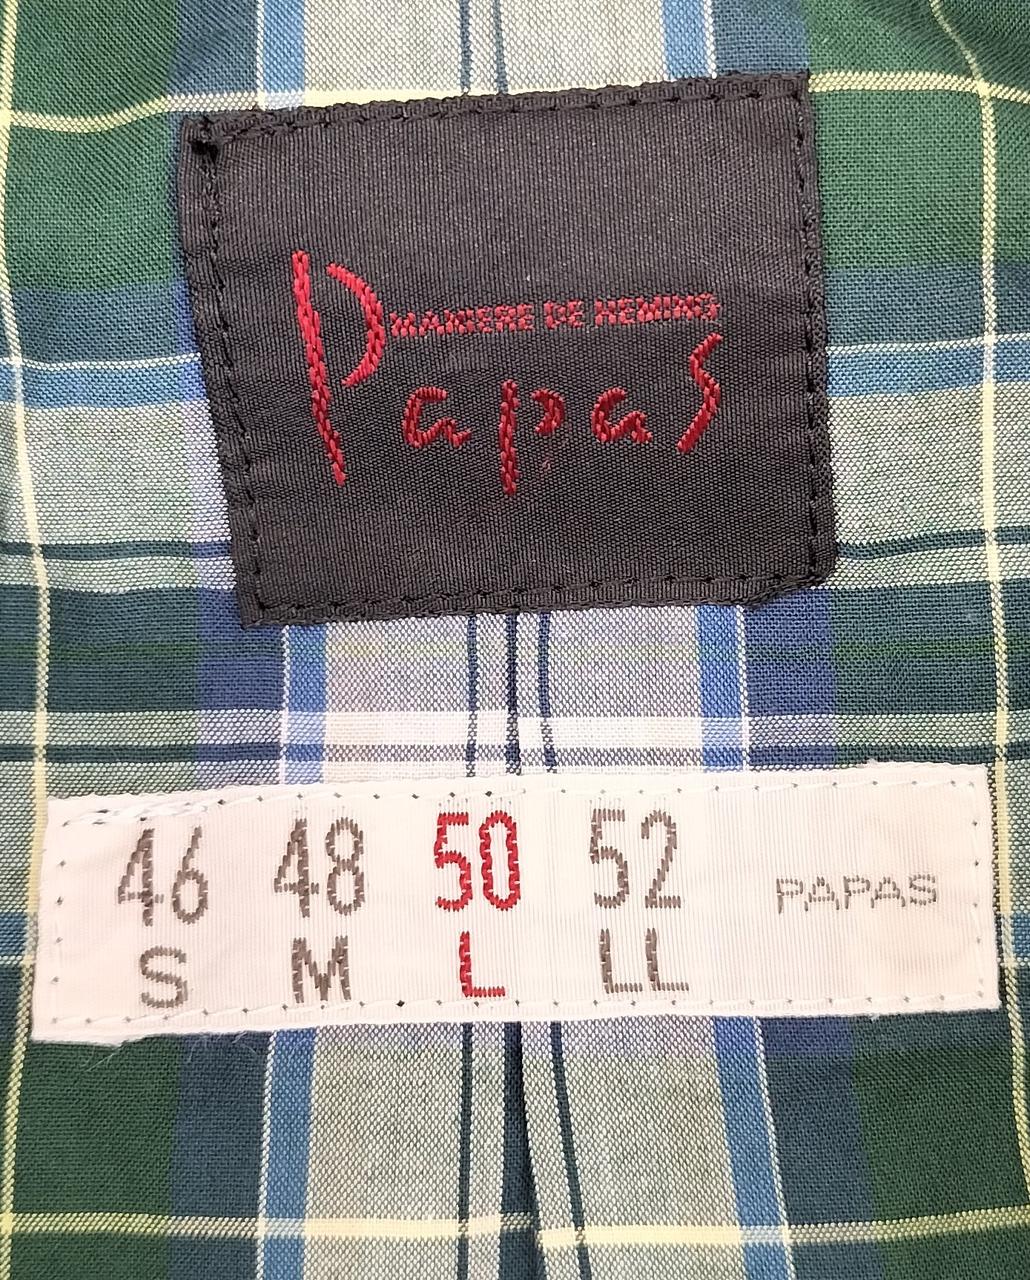 MANIERE DE HEMING
Papas
46 48 50 52 PAPAS
S M L LL